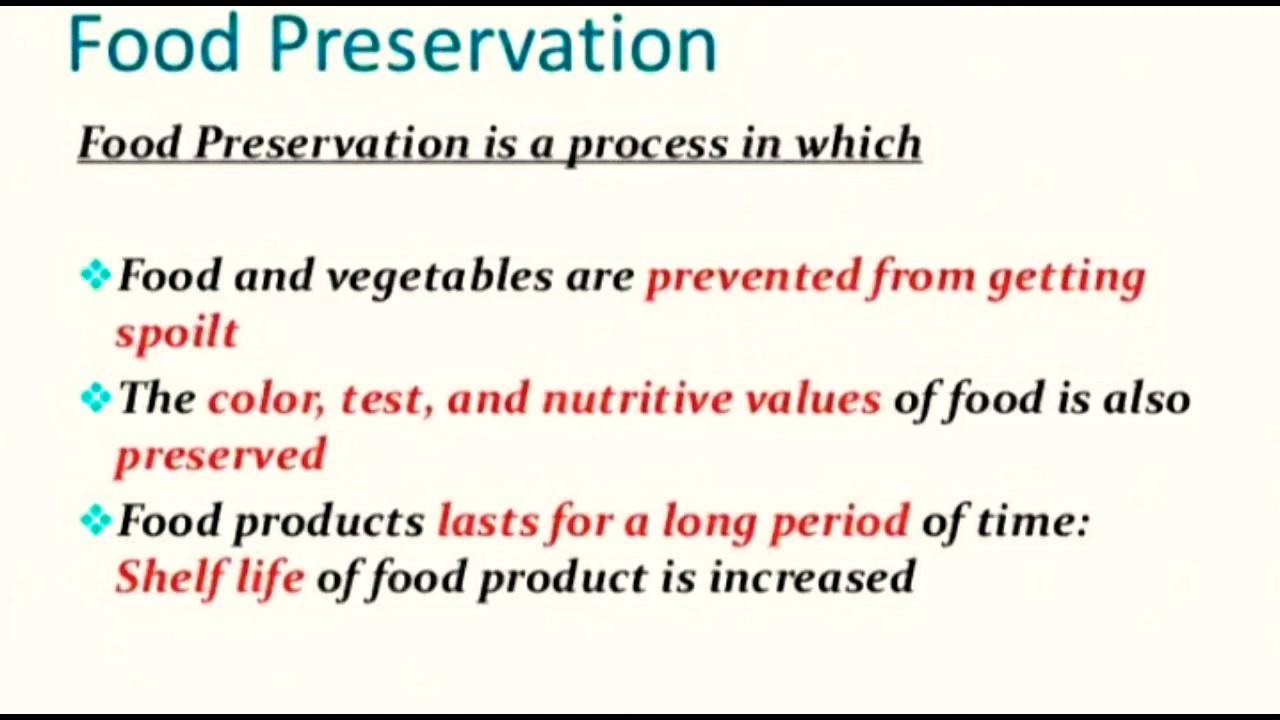 Food Preservation
Food Preservation is a process in which
Food and vegetables are prevented from getting
spoilt
The color, test, and nutritive values of food is also
preserved
Food products lasts for a long period of time:
Shelf life of food product is increased